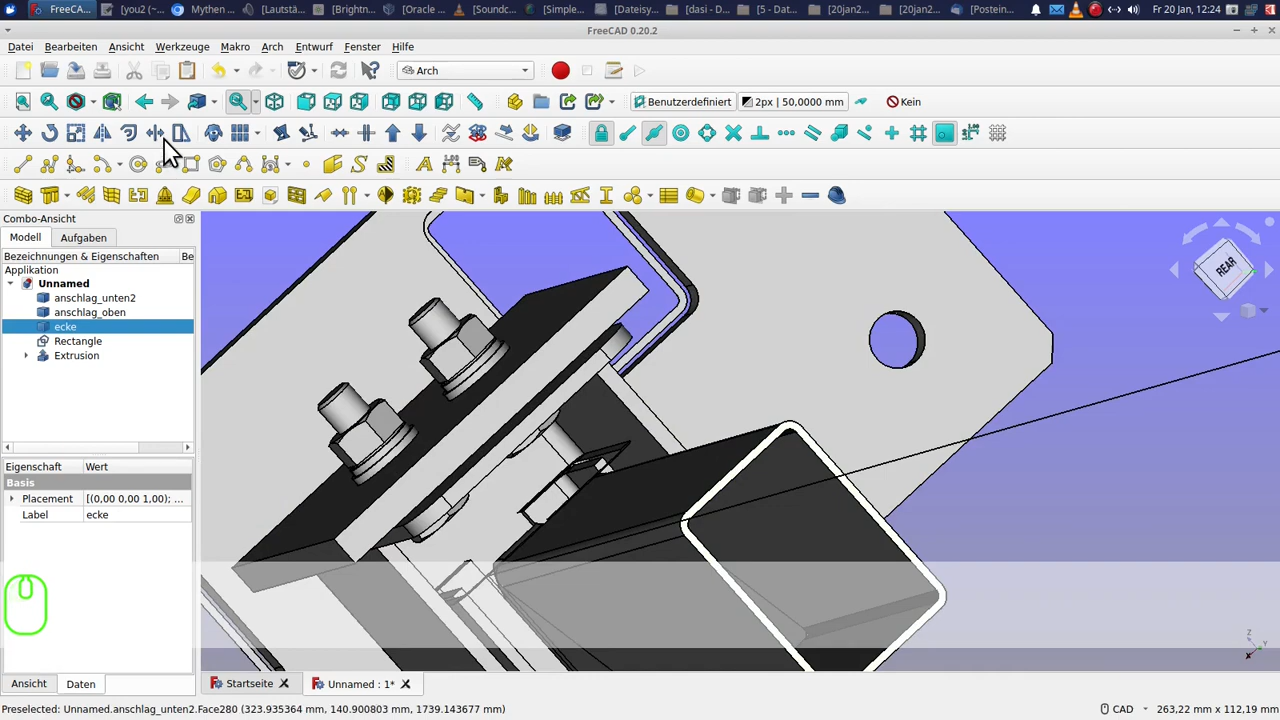 FreeCA...
[you2 (~...
Mythen ...
[Lautstä...
[Brightn...
[Oracle ...
[Soundc...
[Simple...
[Dateisy...
[dasi - D...
[5 - Dat...
[20jan2...
[20jan2...
[Postein...
Fr 20 Jan, 12:24
FreeCAD 0.20.2
Datei Bearbeiten Ansicht Werkzeuge Makro Arch Entwurf Fenster Hilfe
Arch
Benutzerdefiniert 2px | 50,0000 mm Kein
Combo-Ansicht
Modell Aufgaben
Bezeichnungen & Eigenschaften Be
Applikation
Unnamed
anschlag_unten2
anschlag_oben
ecke
Rectangle
Extrusion
Eigenschaft Wert
Basis
Placement [(0,00 0,00 1,00); ...
Label ecke
Ansicht Daten
REAR
Startseite Unnamed : 1*
Preselected: Unnamed.anschlag_unten2.Face280 (323.935364 mm, 140.900803 mm, 1739.143677 mm)
CAD 263,22 mm x 112,19 mm